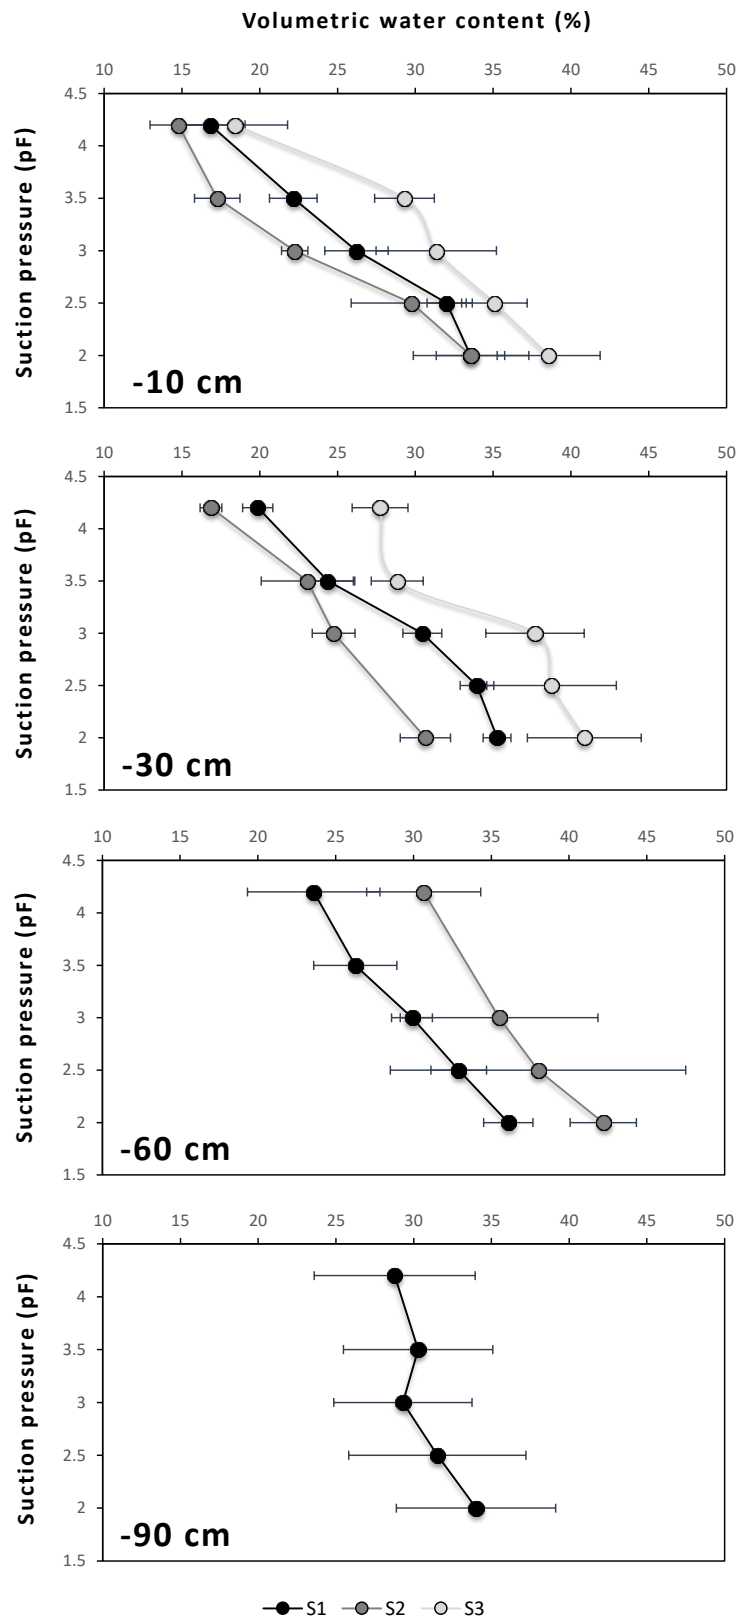 Volumetric water content (%)
10 15 20 25 30 35 40 45 50
Suction pressure (pF)
4.5
4
3.5
3
2.5
2
1.5
-10 cm
10 15 20 25 30 35 40 45 50
Suction pressure (pF)
4.5
4
3.5
3
2.5
2
1.5
-30 cm
10 15 20 25 30 35 40 45 50
Suction pressure (pF)
4.5
4
3.5
3
2.5
2
1.5
-60 cm
10 15 20 25 30 35 40 45 50
Suction pressure (pF)
4.5
4
3.5
3
2.5
2
1.5
-90 cm
S1 S2 S3